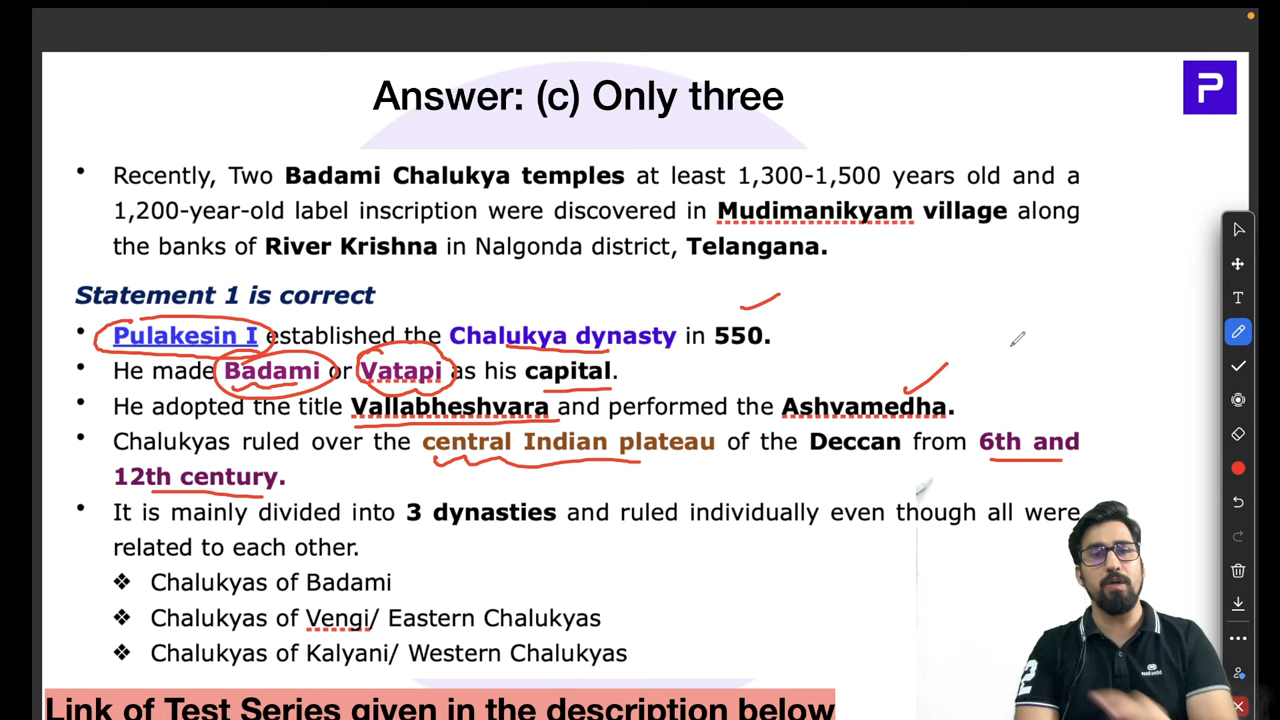 Answer: (c) Only three
P
• Recently, Two Badami Chalukya temples at least 1,300-1,500 years old and a
1,200-year-old label inscription were discovered in Mudimanikyam village along
the banks of River Krishna in Nalgonda district, Telangana.
Statement 1 is correct
• Pulakesin I established the Chalukya dynasty in 550.
• He made Badami or Vatapi as his capital.
• He adopted the title Vallabheshvara and performed the Ashvamedha.
• Chalukyas ruled over the central Indian plateau of the Deccan from 6th and
12th century.
• It is mainly divided into 3 dynasties and ruled individually even though all were
related to each other.
❖ Chalukyas of Badami
❖ Chalukyas of Vengi/ Eastern Chalukyas
❖ Chalukyas of Kalyani/ Western Chalukyas
Link of Test Series given in the description below